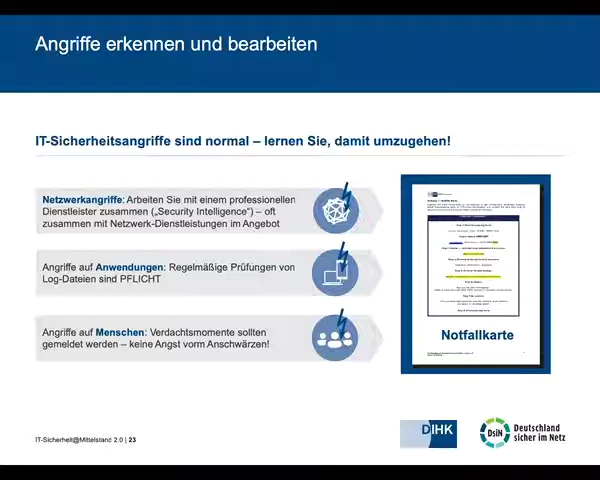 Angriffe erkennen und bearbeiten
IT-Sicherheitsangriffe sind normal – lernen Sie, damit umzugehen!
Netzwerkangriffe: Arbeiten Sie mit einem professionellen
Dienstleister zusammen („Security Intelligence“) – oft
zusammen mit Netzwerk-Dienstleistungen im Angebot
Angriffe auf Anwendungen: Regelmäßige Prüfungen von
Log-Dateien sind PFLICHT
Angriffe auf Menschen: Verdachtsmomente sollten
gemeldet werden – keine Angst vorm Anschwärzen!
Notfallkarte
IT-Sicherheit@Mittelstand 2.0 | 23
DIHK
DsiN
Deutschland
sicher im Netz